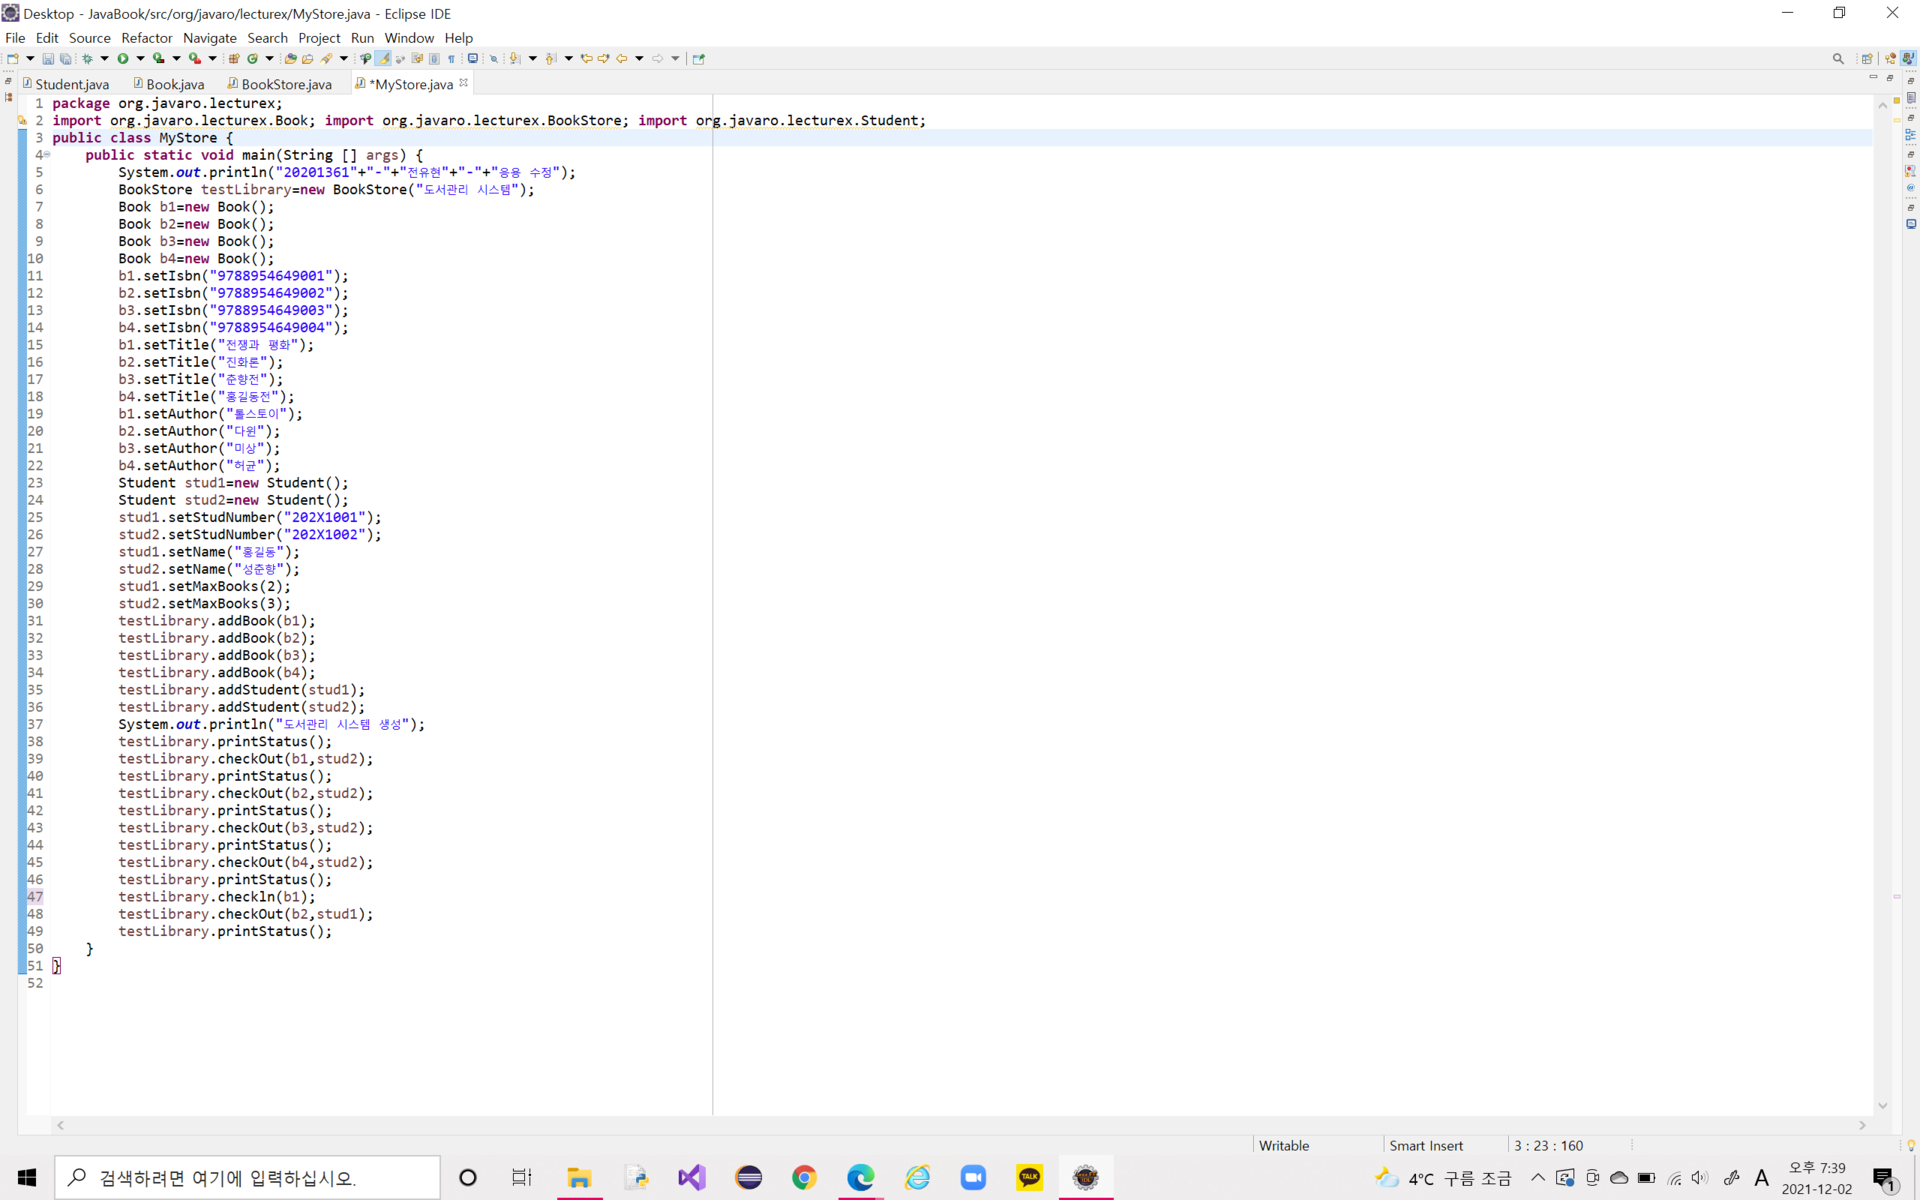 Desktop - JavaBook/src/org/javaro/lecturex/MyStore.java - Eclipse IDE
File Edit Source Refactor Navigate Search Project Run Window Help
Student.java Book.java BookStore.java *MyStore.java
1 package org.javaro.lecturex;
2 import org.javaro.lecturex.Book; import org.javaro.lecturex.BookStore; import org.javaro.lecturex.Student;
3 public class MyStore {
4 public static void main(String [] args) {
5 System.out.println("20201361"+"-"+"전유현"+"-"+"응용 수정");
6 BookStore testLibrary=new BookStore("도서관리 시스템");
7 Book b1=new Book();
8 Book b2=new Book();
9 Book b3=new Book();
10 Book b4=new Book();
11 b1.setIsbn("9788954649001");
12 b2.setIsbn("9788954649002");
13 b3.setIsbn("9788954649003");
14 b4.setIsbn("9788954649004");
15 b1.setTitle("전쟁과 평화");
16 b2.setTitle("진화론");
17 b3.setTitle("춘향전");
18 b4.setTitle("홍길동전");
19 b1.setAuthor("톨스토이");
20 b2.setAuthor("다윈");
21 b3.setAuthor("미상");
22 b4.setAuthor("허균");
23 Student stud1=new Student();
24 Student stud2=new Student();
25 stud1.setStudNumber("202X1001");
26 stud2.setStudNumber("202X1002");
27 stud1.setName("홍길동");
28 stud2.setName("성춘향");
29 stud1.setMaxBooks(2);
30 stud2.setMaxBooks(3);
31 testLibrary.addBook(b1);
32 testLibrary.addBook(b2);
33 testLibrary.addBook(b3);
34 testLibrary.addBook(b4);
35 testLibrary.addStudent(stud1);
36 testLibrary.addStudent(stud2);
37 System.out.println("도서관리 시스템 생성");
38 testLibrary.printStatus();
39 testLibrary.checkOut(b1,stud2);
40 testLibrary.printStatus();
41 testLibrary.checkOut(b2,stud2);
42 testLibrary.printStatus();
43 testLibrary.checkOut(b3,stud2);
44 testLibrary.printStatus();
45 testLibrary.checkOut(b4,stud2);
46 testLibrary.printStatus();
47 testLibrary.checkln(b1);
48 testLibrary.checkOut(b2,stud1);
49 testLibrary.printStatus();
50 }
51 }
52
Writable Smart Insert 3 : 23 : 160
검색하려면 여기에 입력하십시오. TALK 4°C 구름 조금 A 오후 7:39 1
2021-12-02